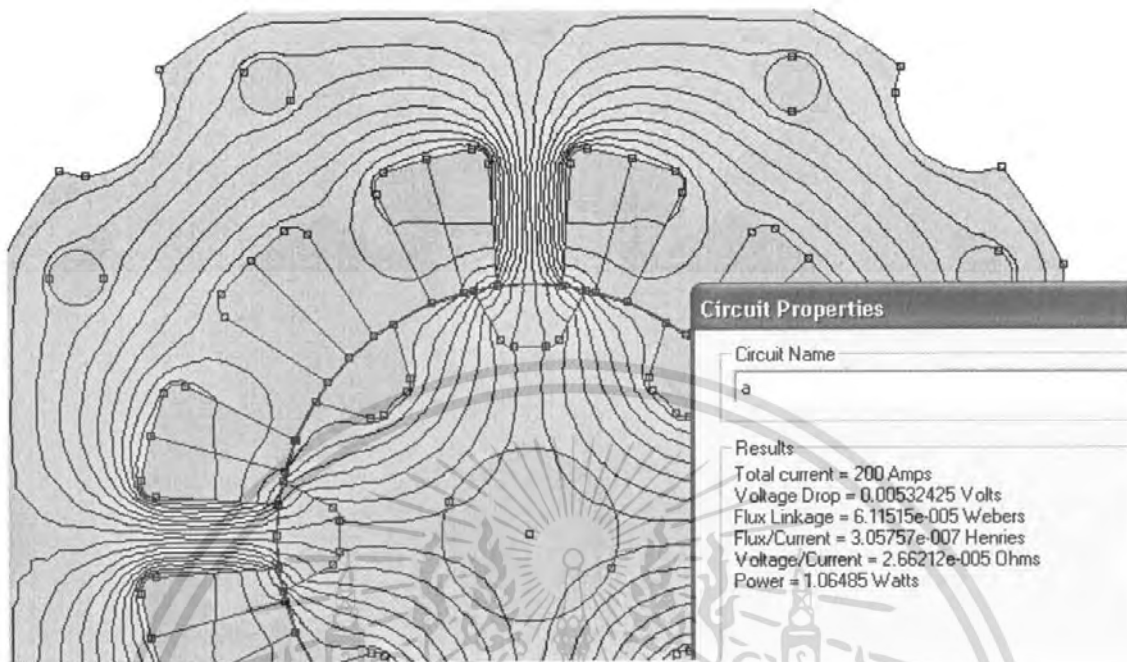 Circuit Properties
Circuit Name
a
Results
Total current = 200 Amps
Voltage Drop = 0.00532425 Volts
Flux Linkage = 6.11515e-005 Webers
Flux/Current = 3.05757e-007 Henries
Voltage/Current = 2.66212e-005 Ohms
Power = 1.06485 Watts